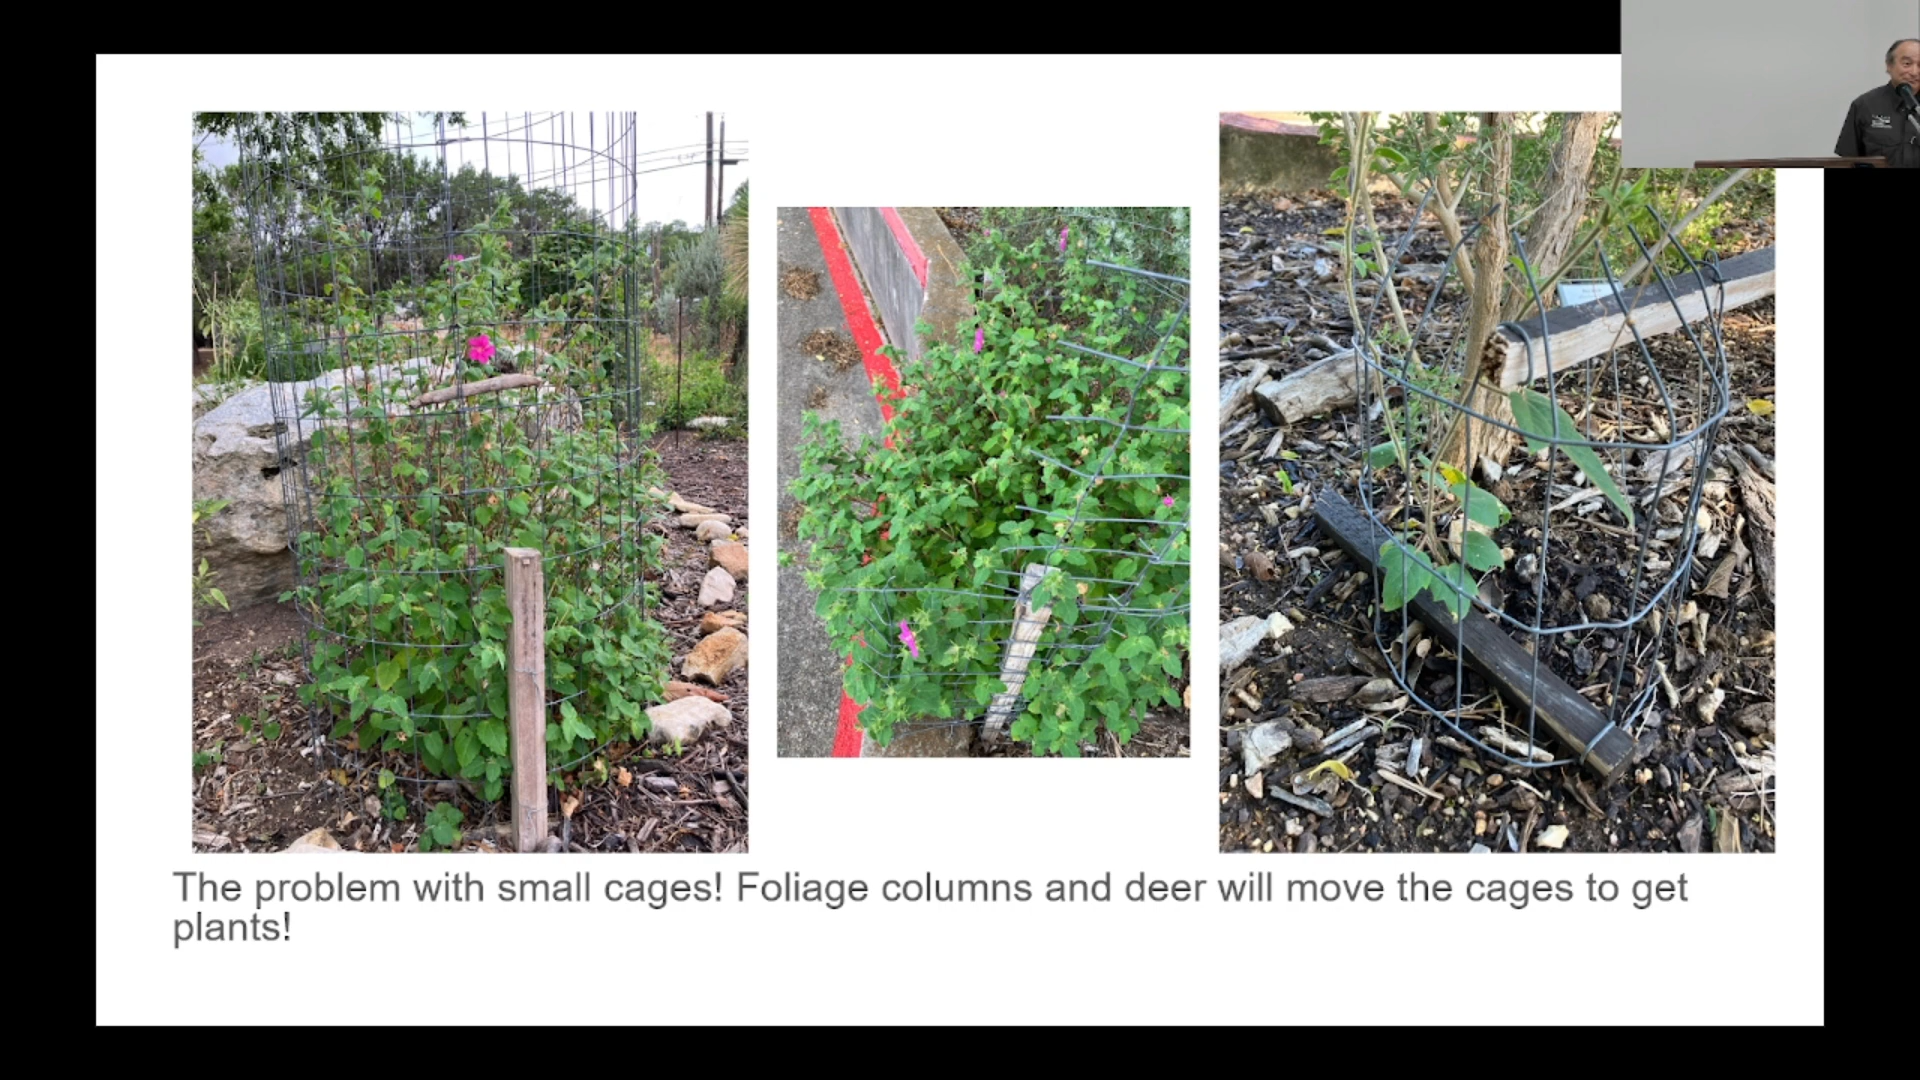 The problem with small cages! Foliage columns and deer will move the cages to get
plants!